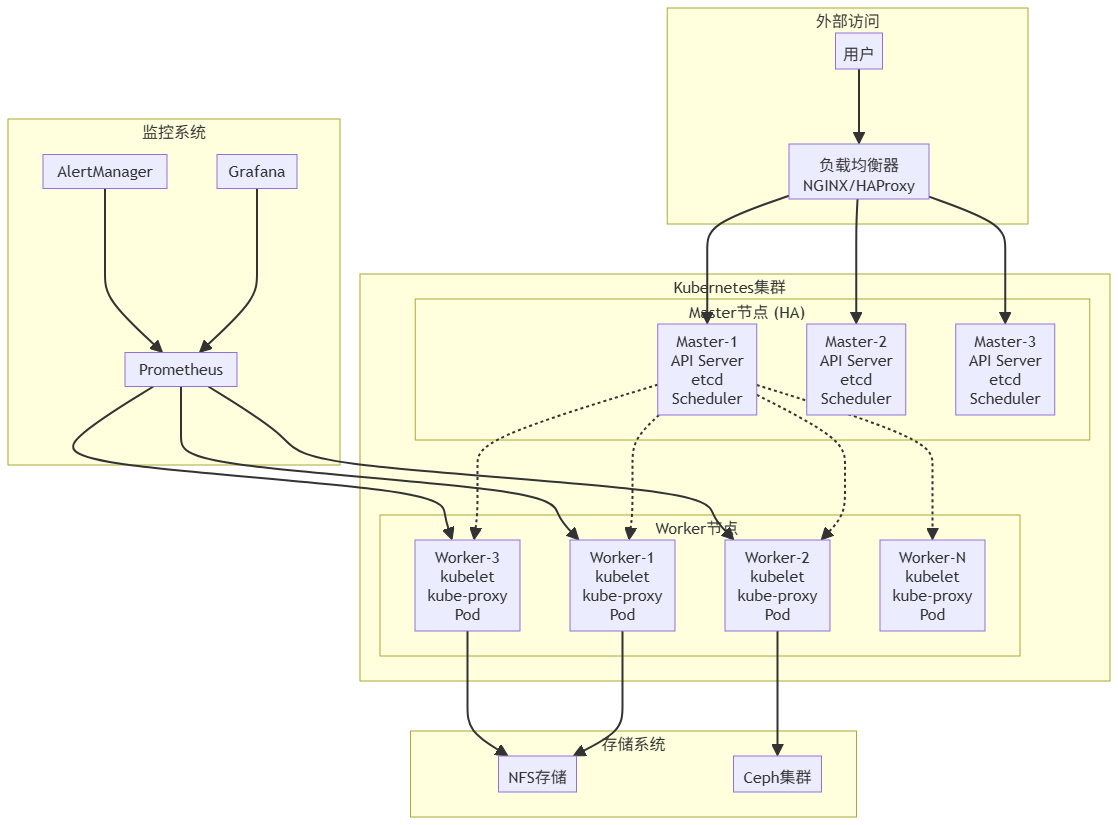 外部访问
用户
负载均衡器
NGINX/HAProxy
监控系统
AlertManager
Grafana
Prometheus
Kubernetes集群
Master节点 (HA)
Master-1
API Server
etcd
Scheduler
Master-2
API Server
etcd
Scheduler
Master-3
API Server
etcd
Scheduler
Worker节点
Worker-3
kubelet
kube-proxy
Pod
Worker-1
kubelet
kube-proxy
Pod
Worker-2
kubelet
kube-proxy
Pod
Worker-N
kubelet
kube-proxy
Pod
存储系统
NFS存储
Ceph集群